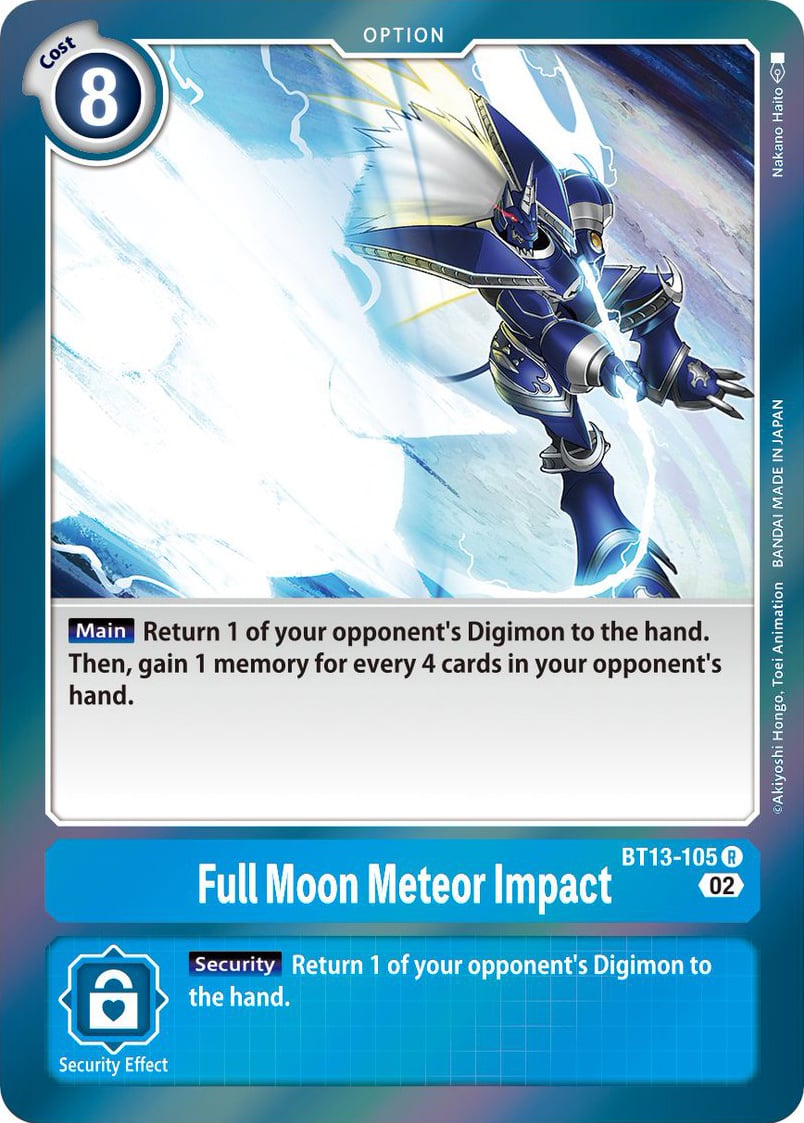 OPTION
Cost
8
Nakano Haito
Main Return 1 of your opponent's Digimon to the hand.
Then, gain 1 memory for every 4 cards in your opponent's
hand.
©Akiyoshi Hongo, Toei Animation BANDAI MADE IN JAPAN
BT13-105 R
Full Moon Meteor Impact
02
Security Return 1 of your opponent's Digimon to
the hand.
Security Effect